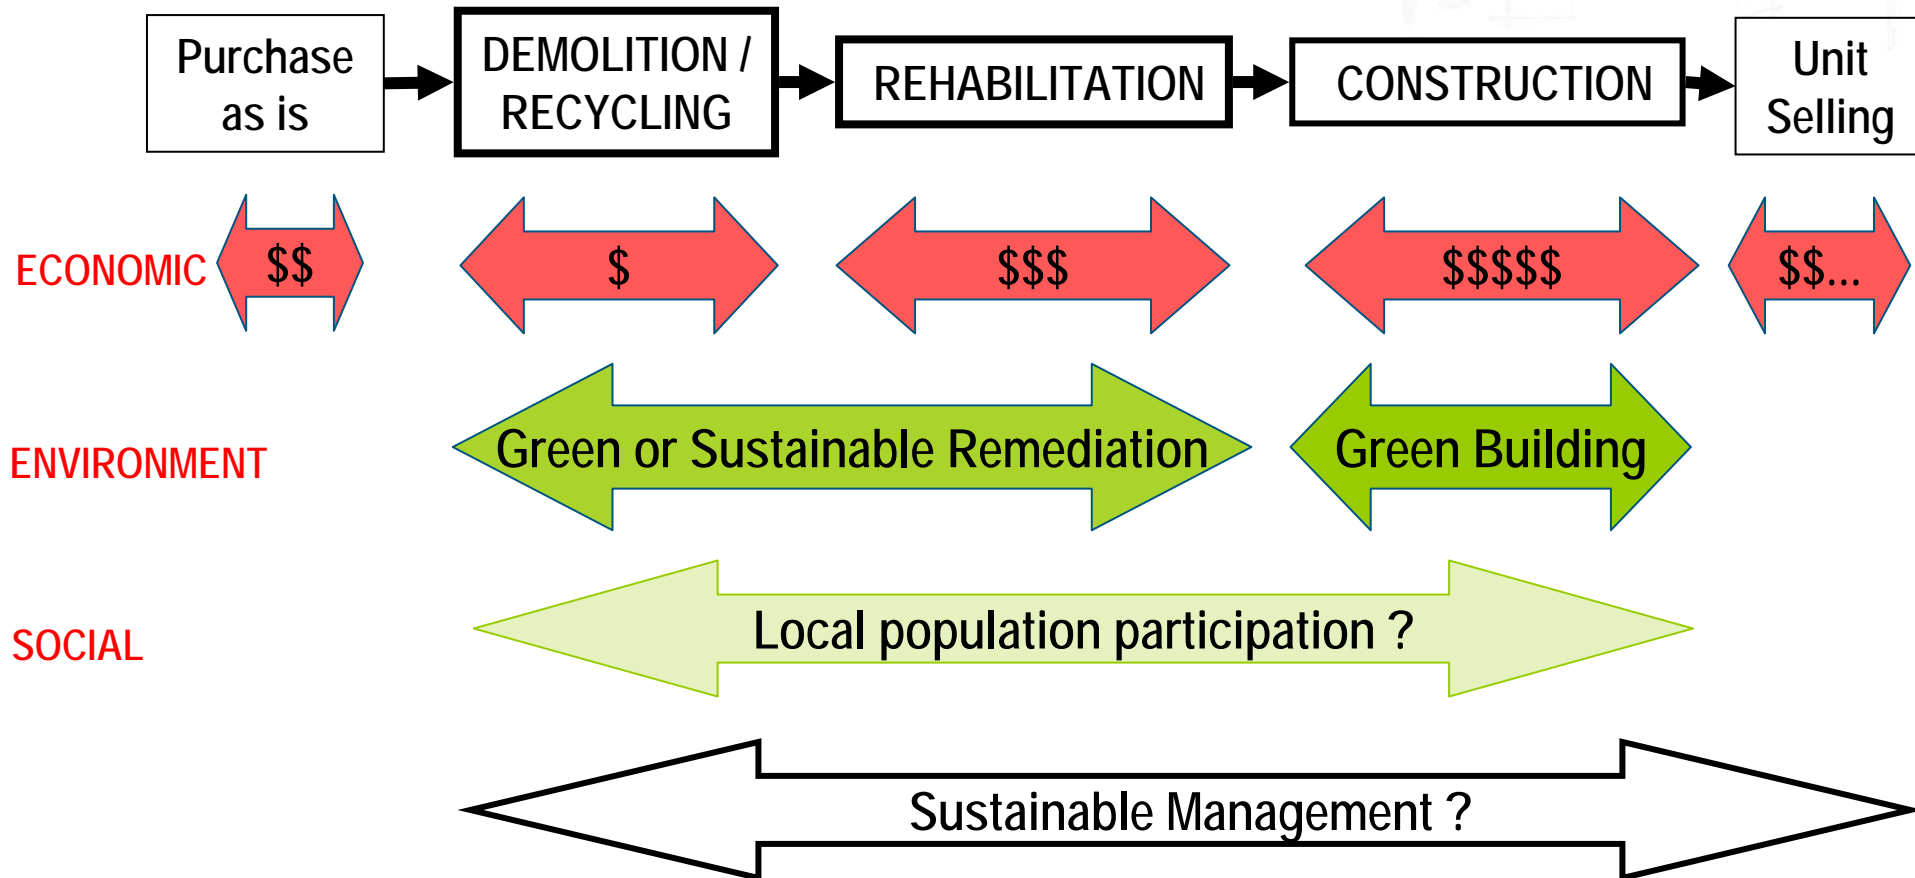 Purchase
as is
DEMOLITION /
RECYCLING
REHABILITATION
CONSTRUCTION
Unit
Selling
ECONOMIC
$$
$
$$$
$$$$$
$$...
ENVIRONMENT
Green or Sustainable Remediation
Green Building
SOCIAL
Local population participation ?
Sustainable Management ?